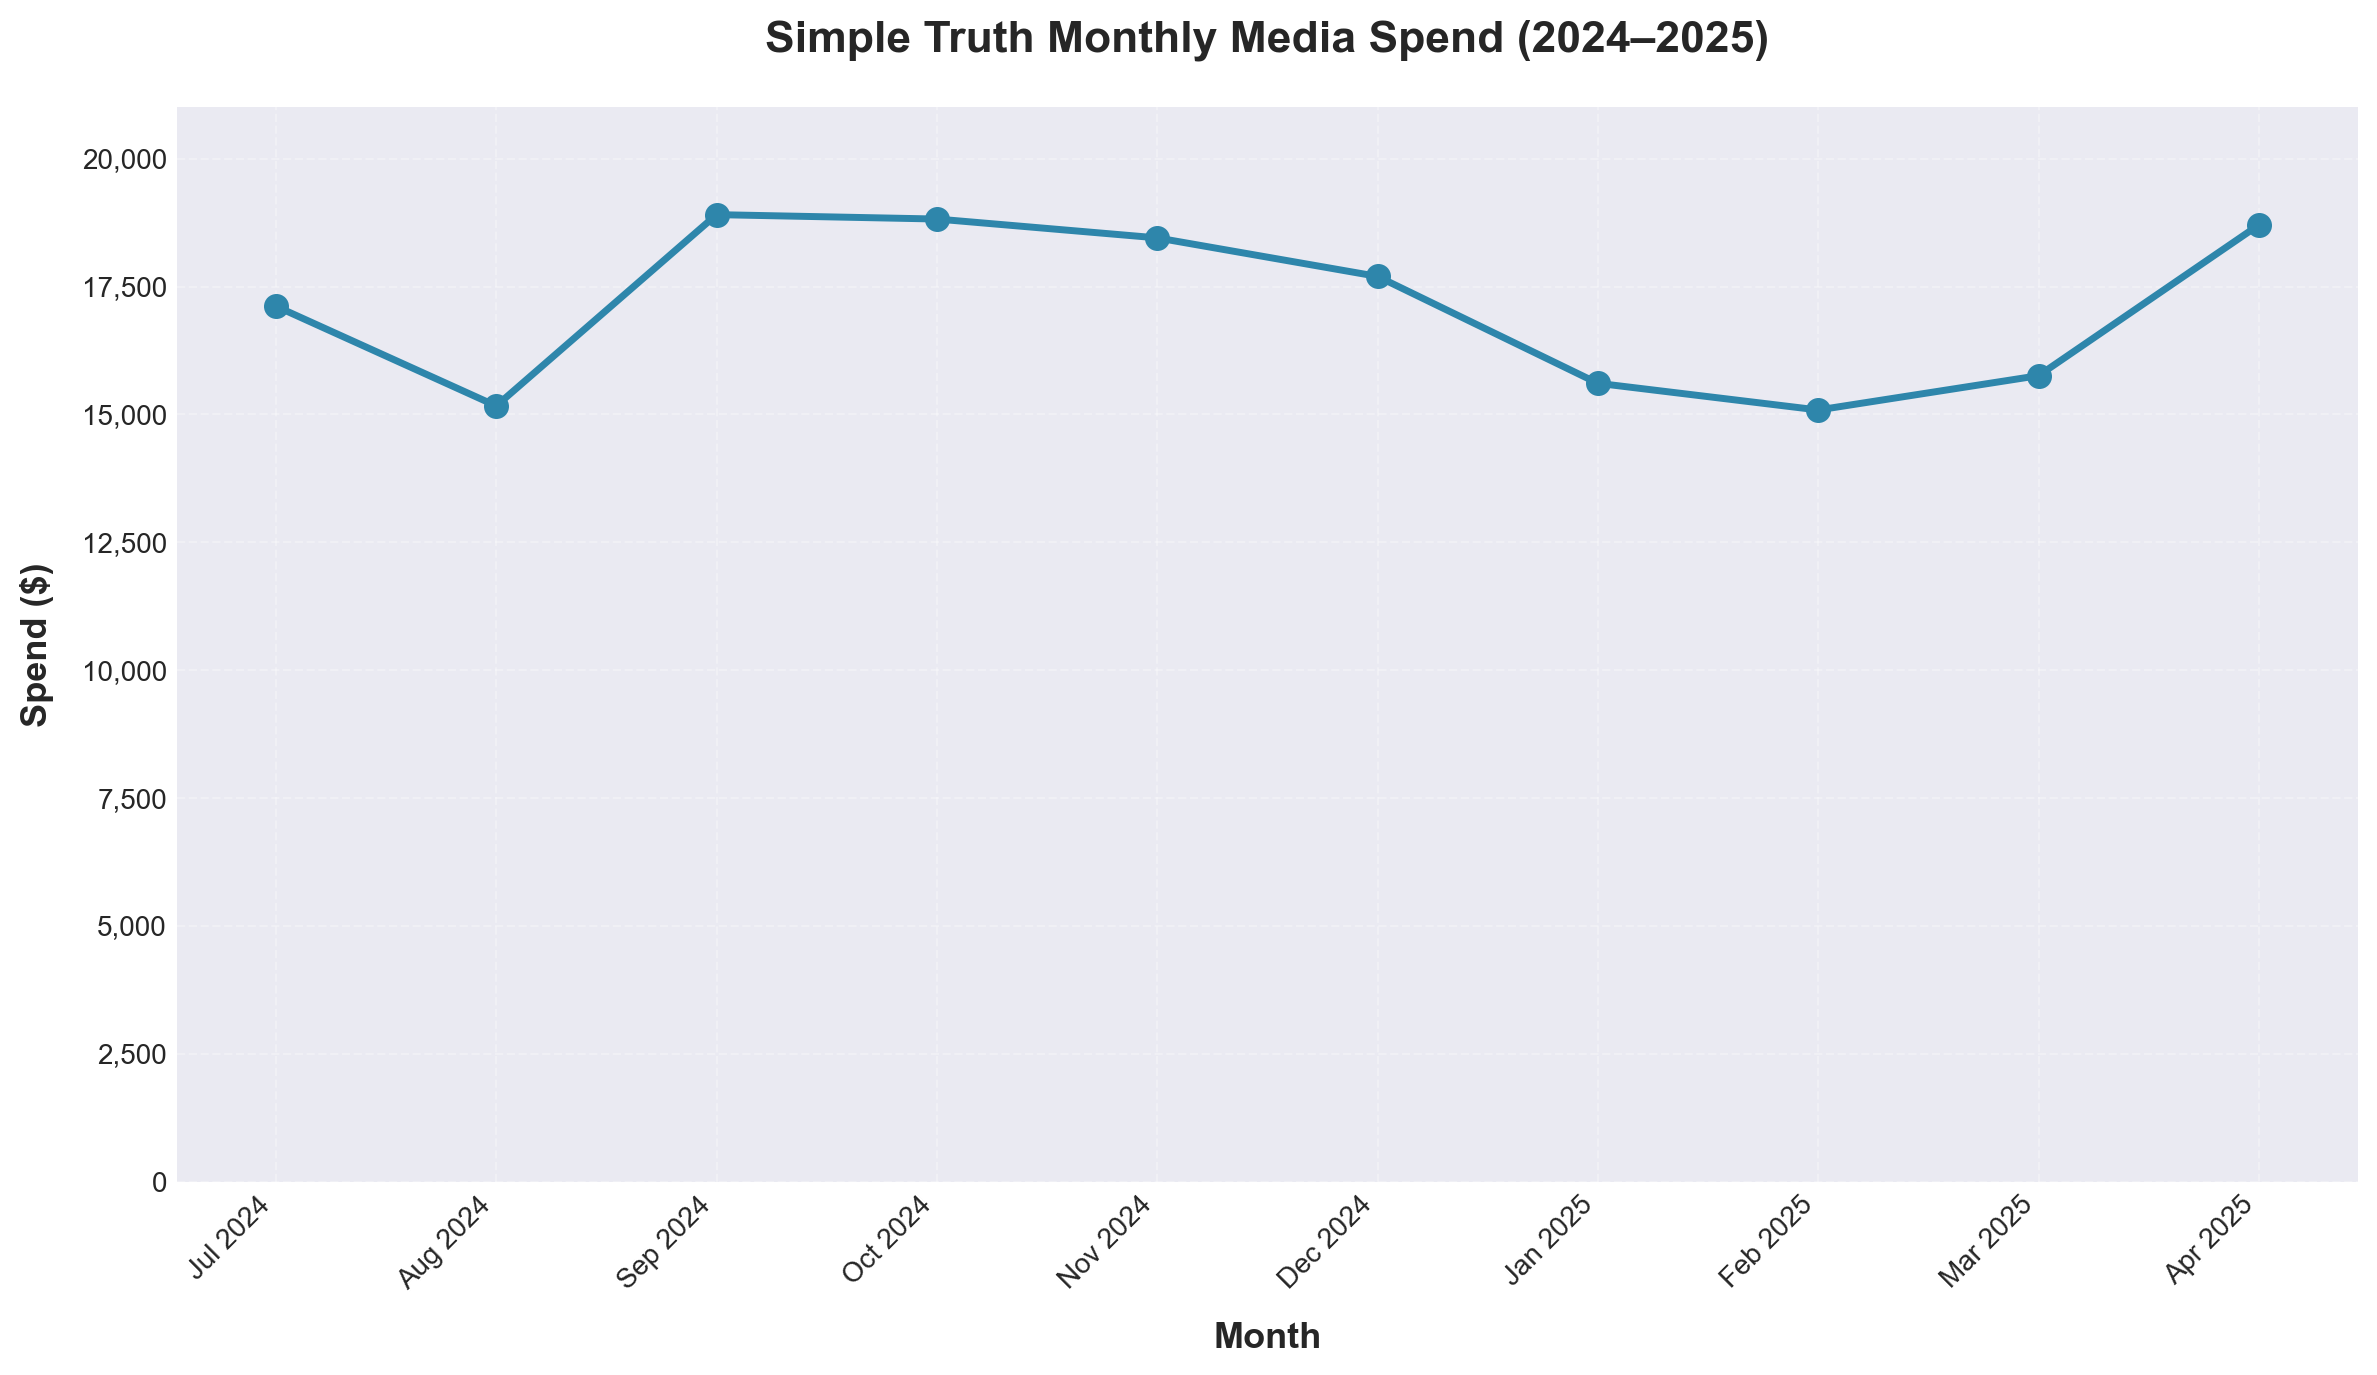 Simple Truth Monthly Media Spend (2024–2025)
Spend ($)
20,000
17,500
15,000
12,500
10,000
7,500
5,000
2,500
0
Jul 2024
Aug 2024
Sep 2024
Oct 2024
Nov 2024
Dec 2024
Jan 2025
Feb 2025
Mar 2025
Apr 2025
Month